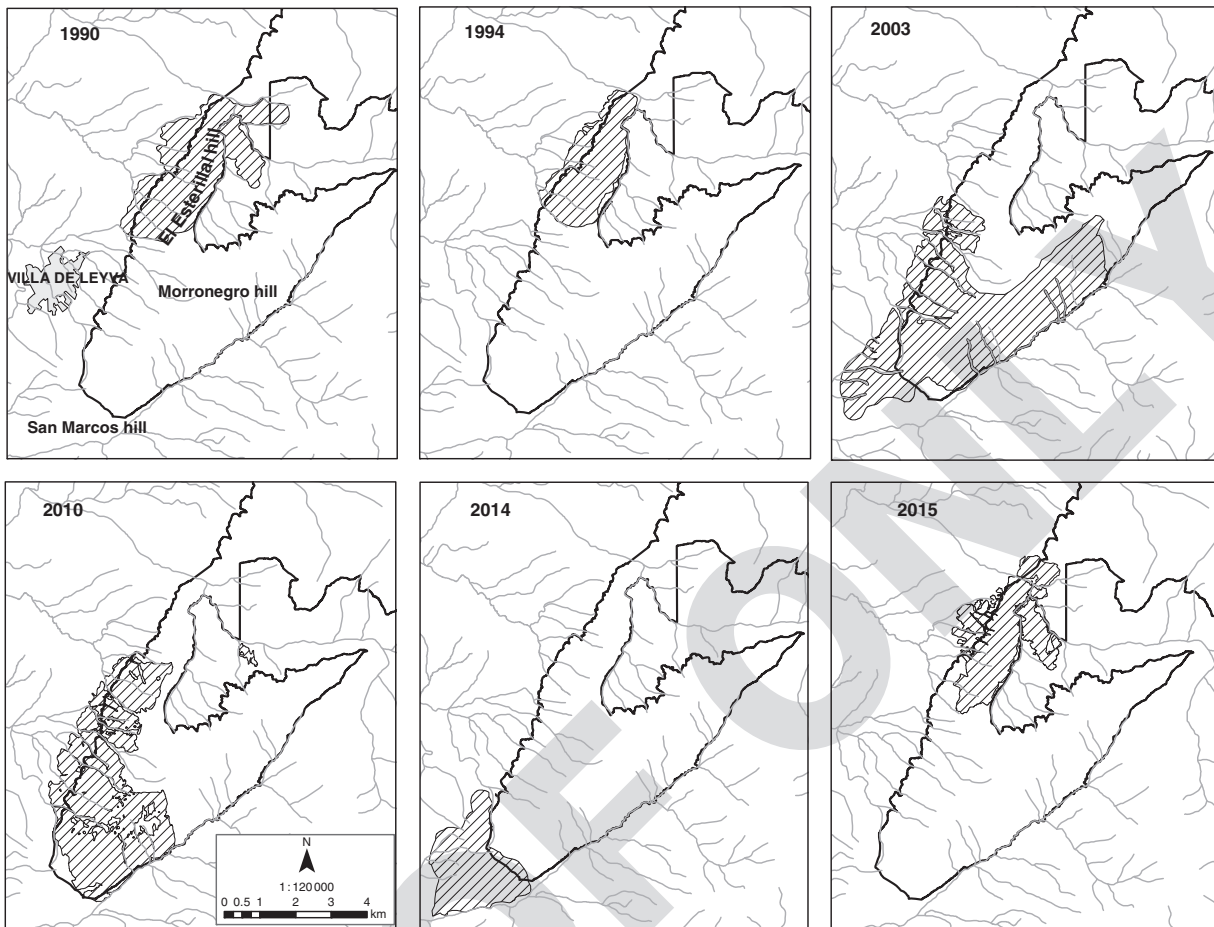 1990
El Esterillal hill
VILLA DE LEYVA
Morronegro hill
San Marcos hill
1994
2003
2010
N
1 : 120 000
0 0.5 1 2 3 4
km
2014
2015
F ONLY